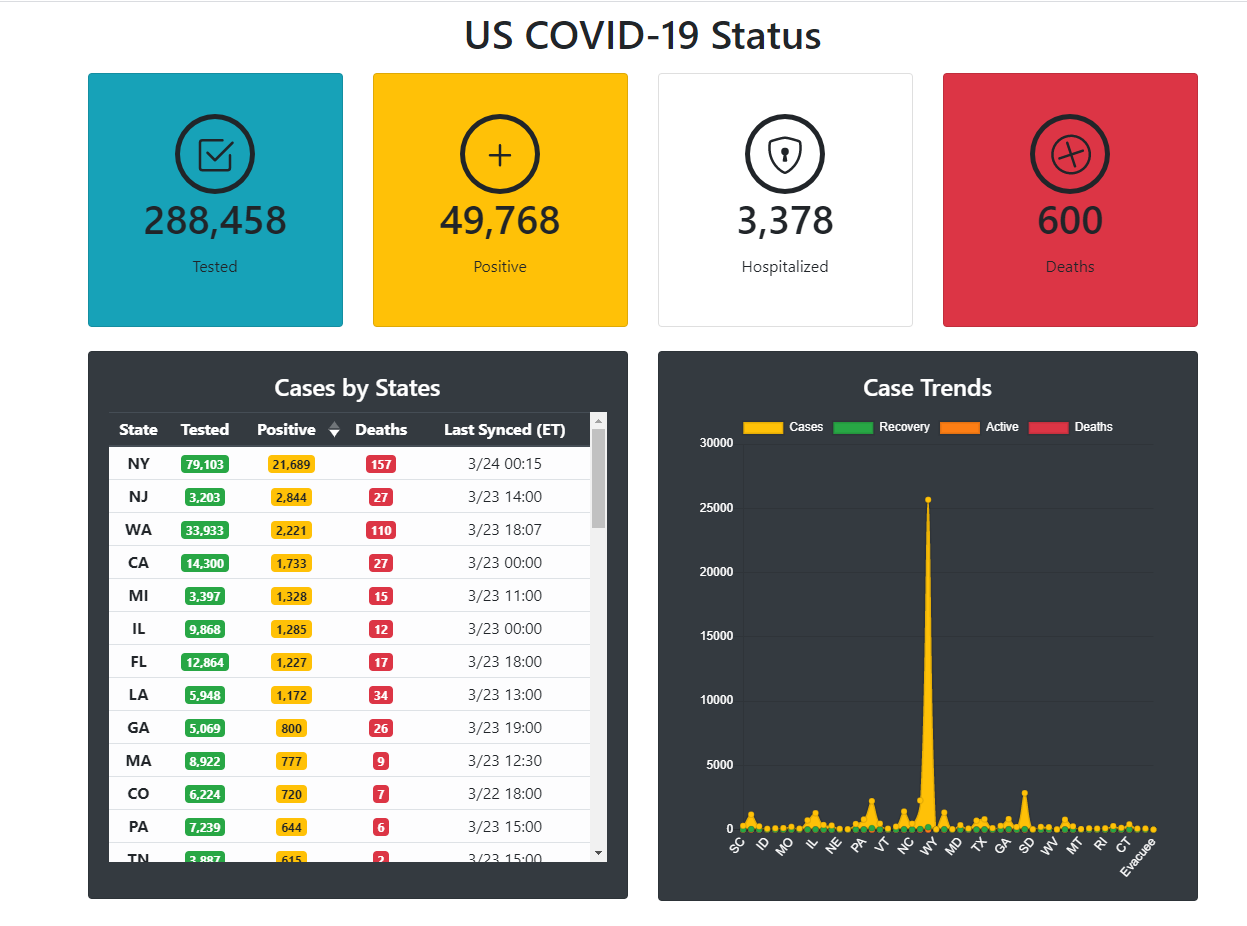 US COVID-19 Status
288,458
Tested
49,768
Positive
3,378
Hospitalized
600
Deaths
Cases by States
State Tested Positive Deaths Last Synced (ET)
NY 79,103 21,689 157 3/24 00:15
NJ 3,203 2,844 27 3/23 14:00
WA 33,933 2,221 110 3/23 18:07
CA 14,300 1,733 27 3/23 00:00
MI 3,397 1,328 15 3/23 11:00
IL 9,868 1,285 12 3/23 00:00
FL 12,864 1,227 17 3/23 18:00
LA 5,948 1,172 34 3/23 13:00
GA 5,069 800 26 3/23 19:00
MA 8,922 777 9 3/23 12:30
CO 6,224 720 7 3/22 18:00
PA 7,239 644 6 3/23 15:00
TN 3,887 615 2 3/23 15:00
Case Trends
Cases Recovery Active Deaths
30000
25000
20000
15000
10000
5000
0
SC ID MO IL NE PA VT NC WY MD TX GA SD WV MT RI CT Evacuee